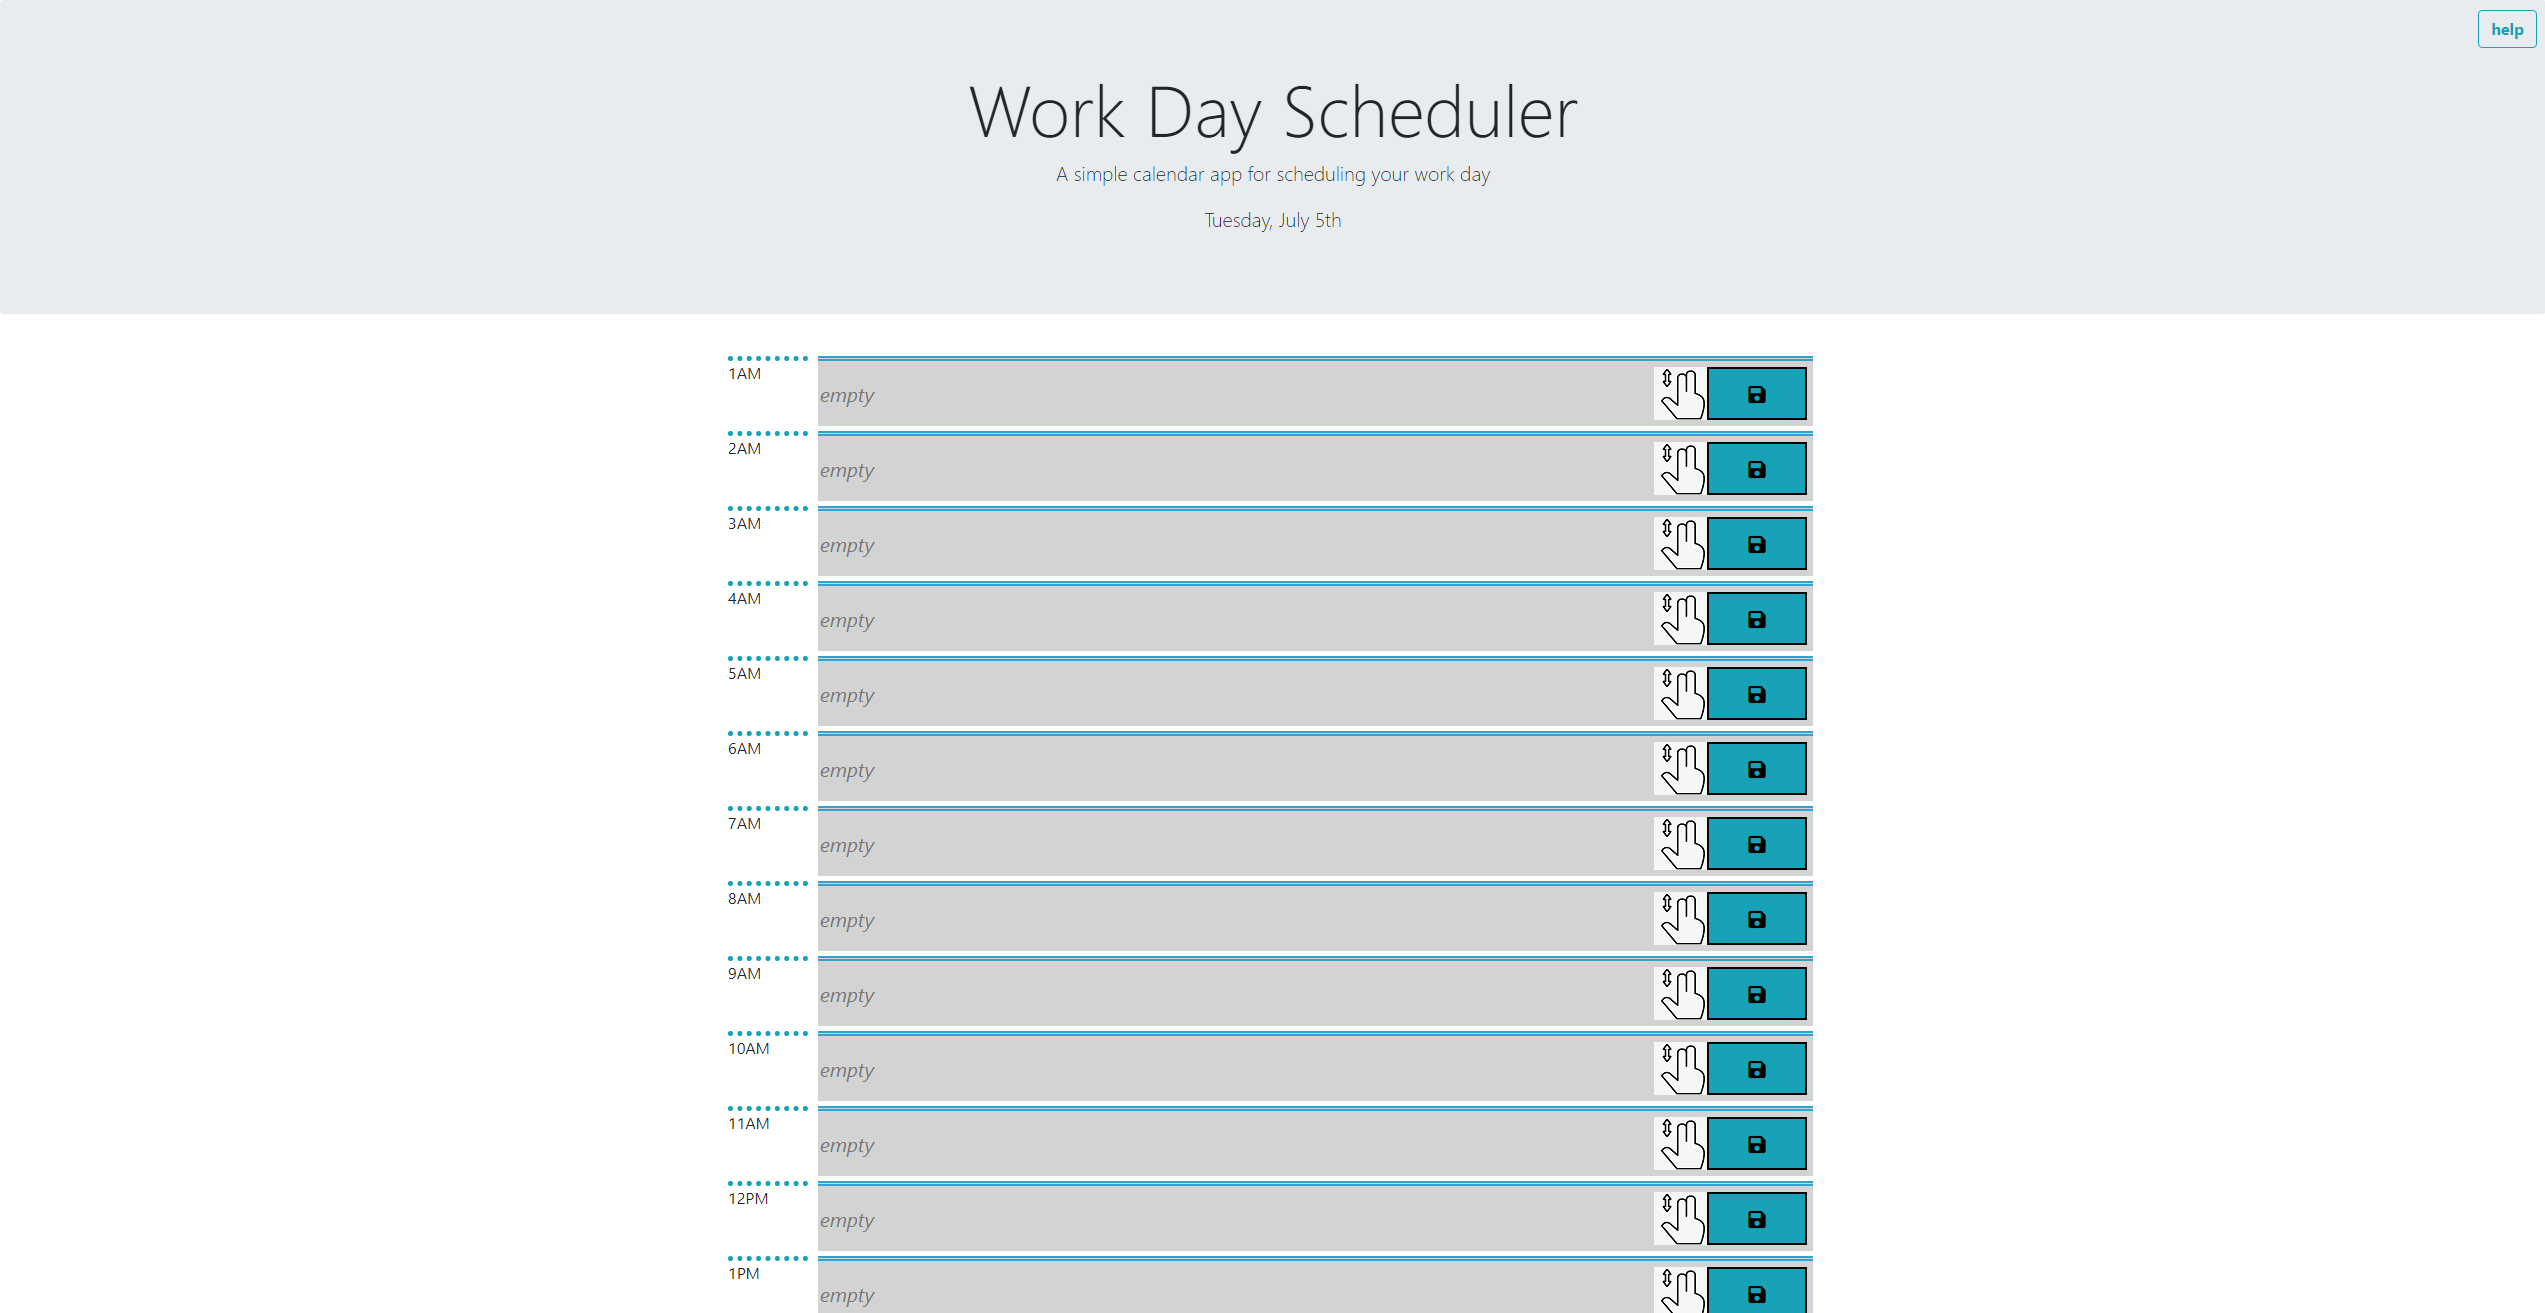 help
Work Day Scheduler
A simple calendar app for scheduling your work day
Tuesday, July 5th
1AM
empty
2AM
empty
3AM
empty
4AM
empty
5AM
empty
6AM
empty
7AM
empty
8AM
empty
9AM
empty
10AM
empty
11AM
empty
12PM
empty
1PM
empty